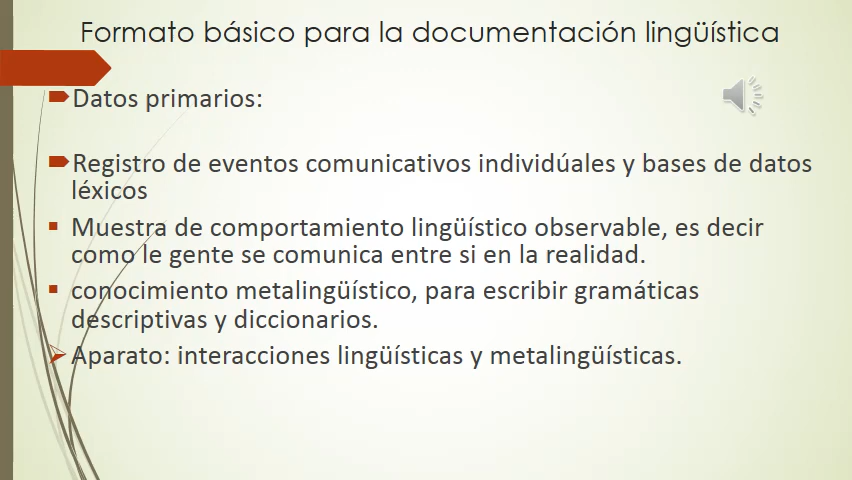 Formato básico para la documentación lingüística
Datos primarios:
Registro de eventos comunicativos individúales y bases de datos
léxicos
Muestra de comportamiento lingüístico observable, es decir
como le gente se comunica entre si en la realidad.
conocimiento metalingüístico, para escribir gramáticas
descriptivas y diccionarios.
Aparato: interacciones lingüísticas y metalingüísticas.